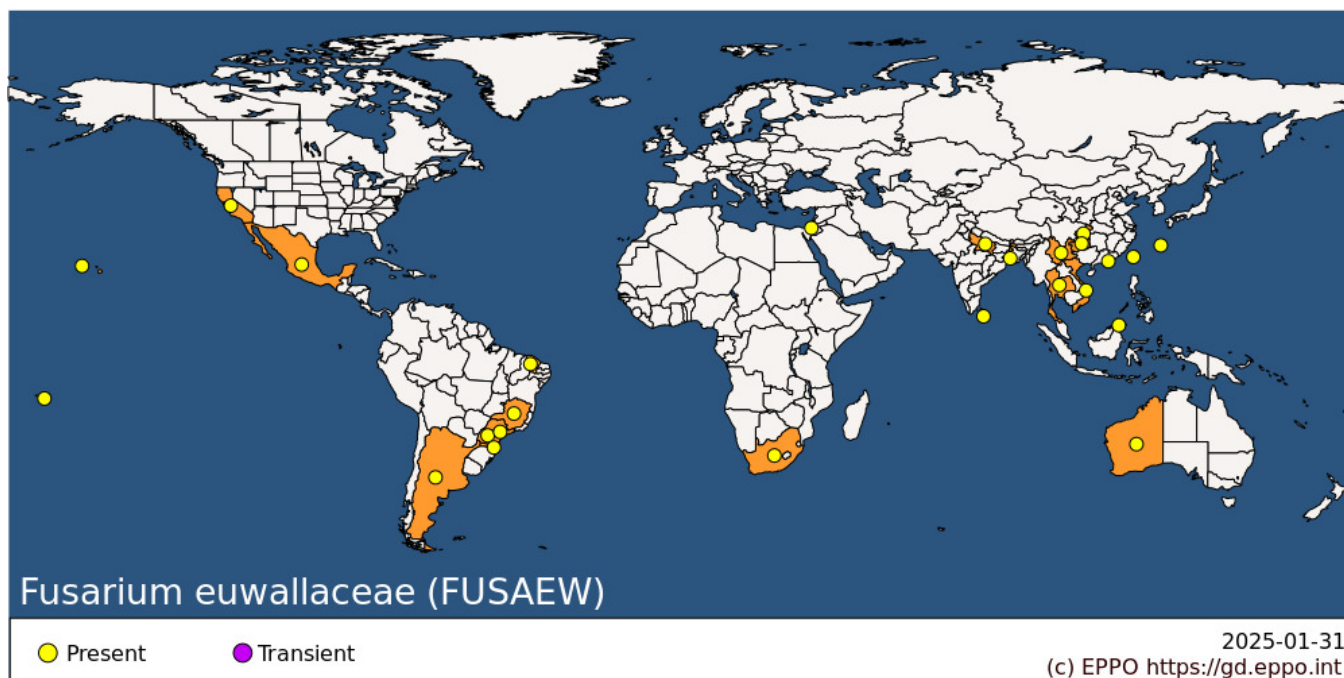 Fusarium euwallaceae (FUSAEW)
Present
Transient
2025-01-31
(c) EPPO https://gd.eppo.int